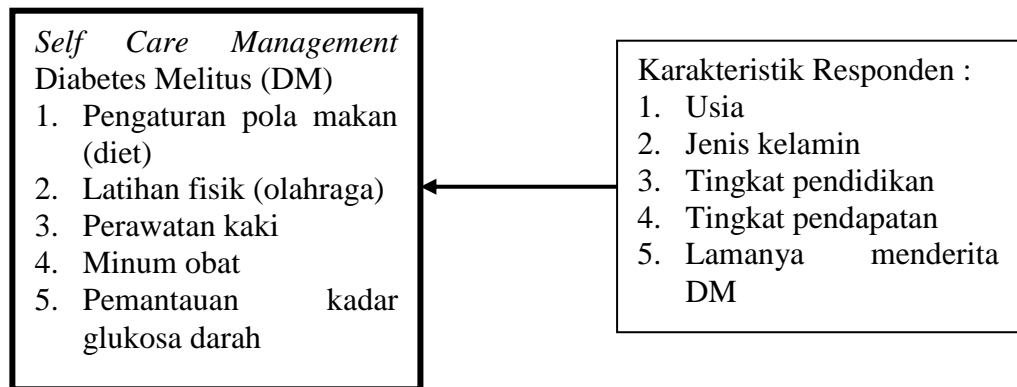 Self Care Management
Diabetes Melitus (DM)
1. Pengaturan pola makan
(diet)
2. Latihan fisik (olahraga)
3. Perawatan kaki
4. Minum obat
5. Pemantauan kadar
glukosa darah
Karakteristik Responden :
1. Usia
2. Jenis kelamin
3. Tingkat pendidikan
4. Tingkat pendapatan
5. Lamanya menderita
DM